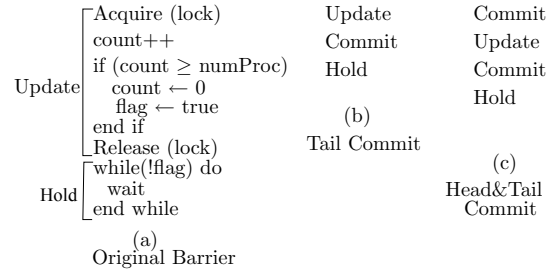 Update
Acquire (lock)
count++
if (count ≥ numProc)
count ← 0
flag ← true
end if
Release (lock)
Hold
while(!flag) do
wait
end while
(a)
Original Barrier
Update
Commit
Hold
(b)
Tail Commit
Commit
Update
Commit
Hold
(c)
Head&Tail
Commit